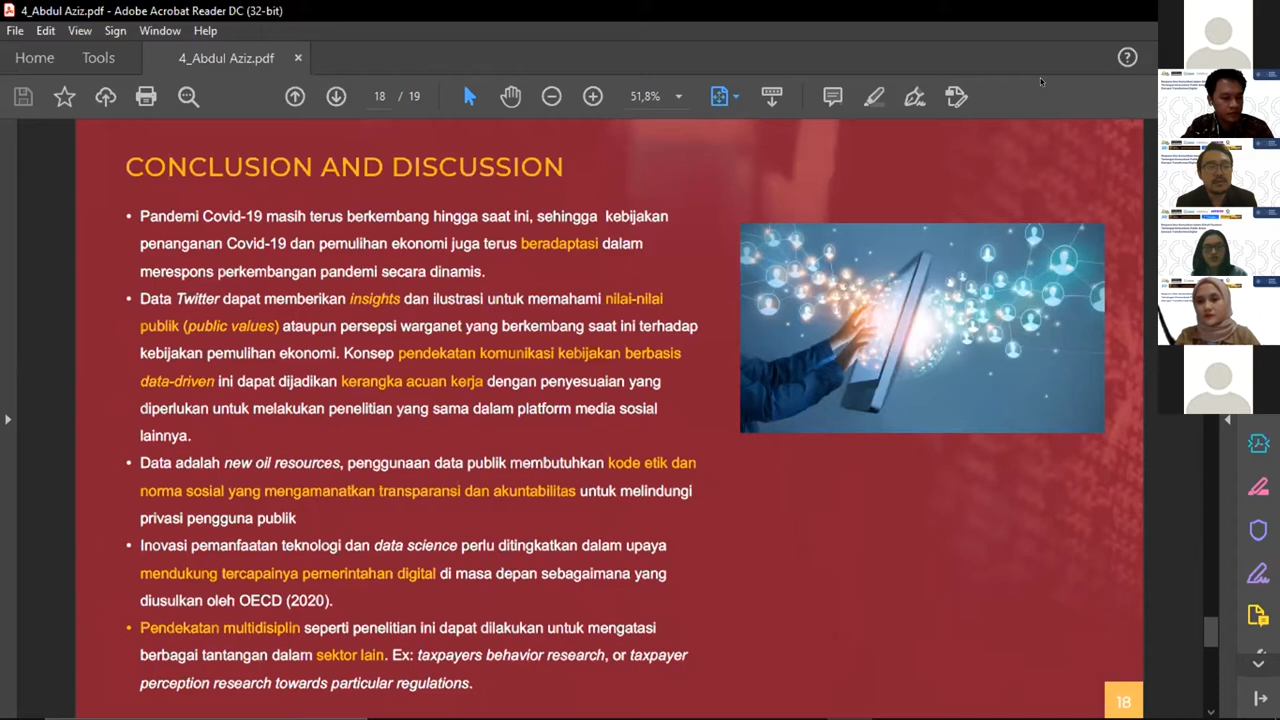 4_Abdul Aziz.pdf - Adobe Acrobat Reader DC (32-bit)
File Edit View Sign Window Help
Home Tools 4_Abdul Aziz.pdf
18 / 19 51,8%
CONCLUSION AND DISCUSSION
• Pandemi Covid-19 masih terus berkembang hingga saat ini, sehingga kebijakan
penanganan Covid-19 dan pemulihan ekonomi juga terus beradaptasi dalam
merespons perkembangan pandemi secara dinamis.
• Data Twitter dapat memberikan insights dan ilustrasi untuk memahami nilai-nilai
publik (public values) ataupun persepsi warganet yang berkembang saat ini terhadap
kebijakan pemulihan ekonomi. Konsep pendekatan komunikasi kebijakan berbasis
data-driven ini dapat dijadikan kerangka acuan kerja dengan penyesuaian yang
diperlukan untuk melakukan penelitian yang sama dalam platform media sosial
lainnya.
• Data adalah new oil resources, penggunaan data publik membutuhkan kode etik dan
norma sosial yang mengamanatkan transparansi dan akuntabilitas untuk melindungi
privasi pengguna publik
• Inovasi pemanfaatan teknologi dan data science perlu ditingkatkan dalam upaya
mendukung tercapainya pemerintahan digital di masa depan sebagaimana yang
diusulkan oleh OECD (2020).
• Pendekatan multidisiplin seperti penelitian ini dapat dilakukan untuk mengatasi
berbagai tantangan dalam sektor lain. Ex: taxpayers behavior research, or taxpayer
perception research towards particular regulations.
18